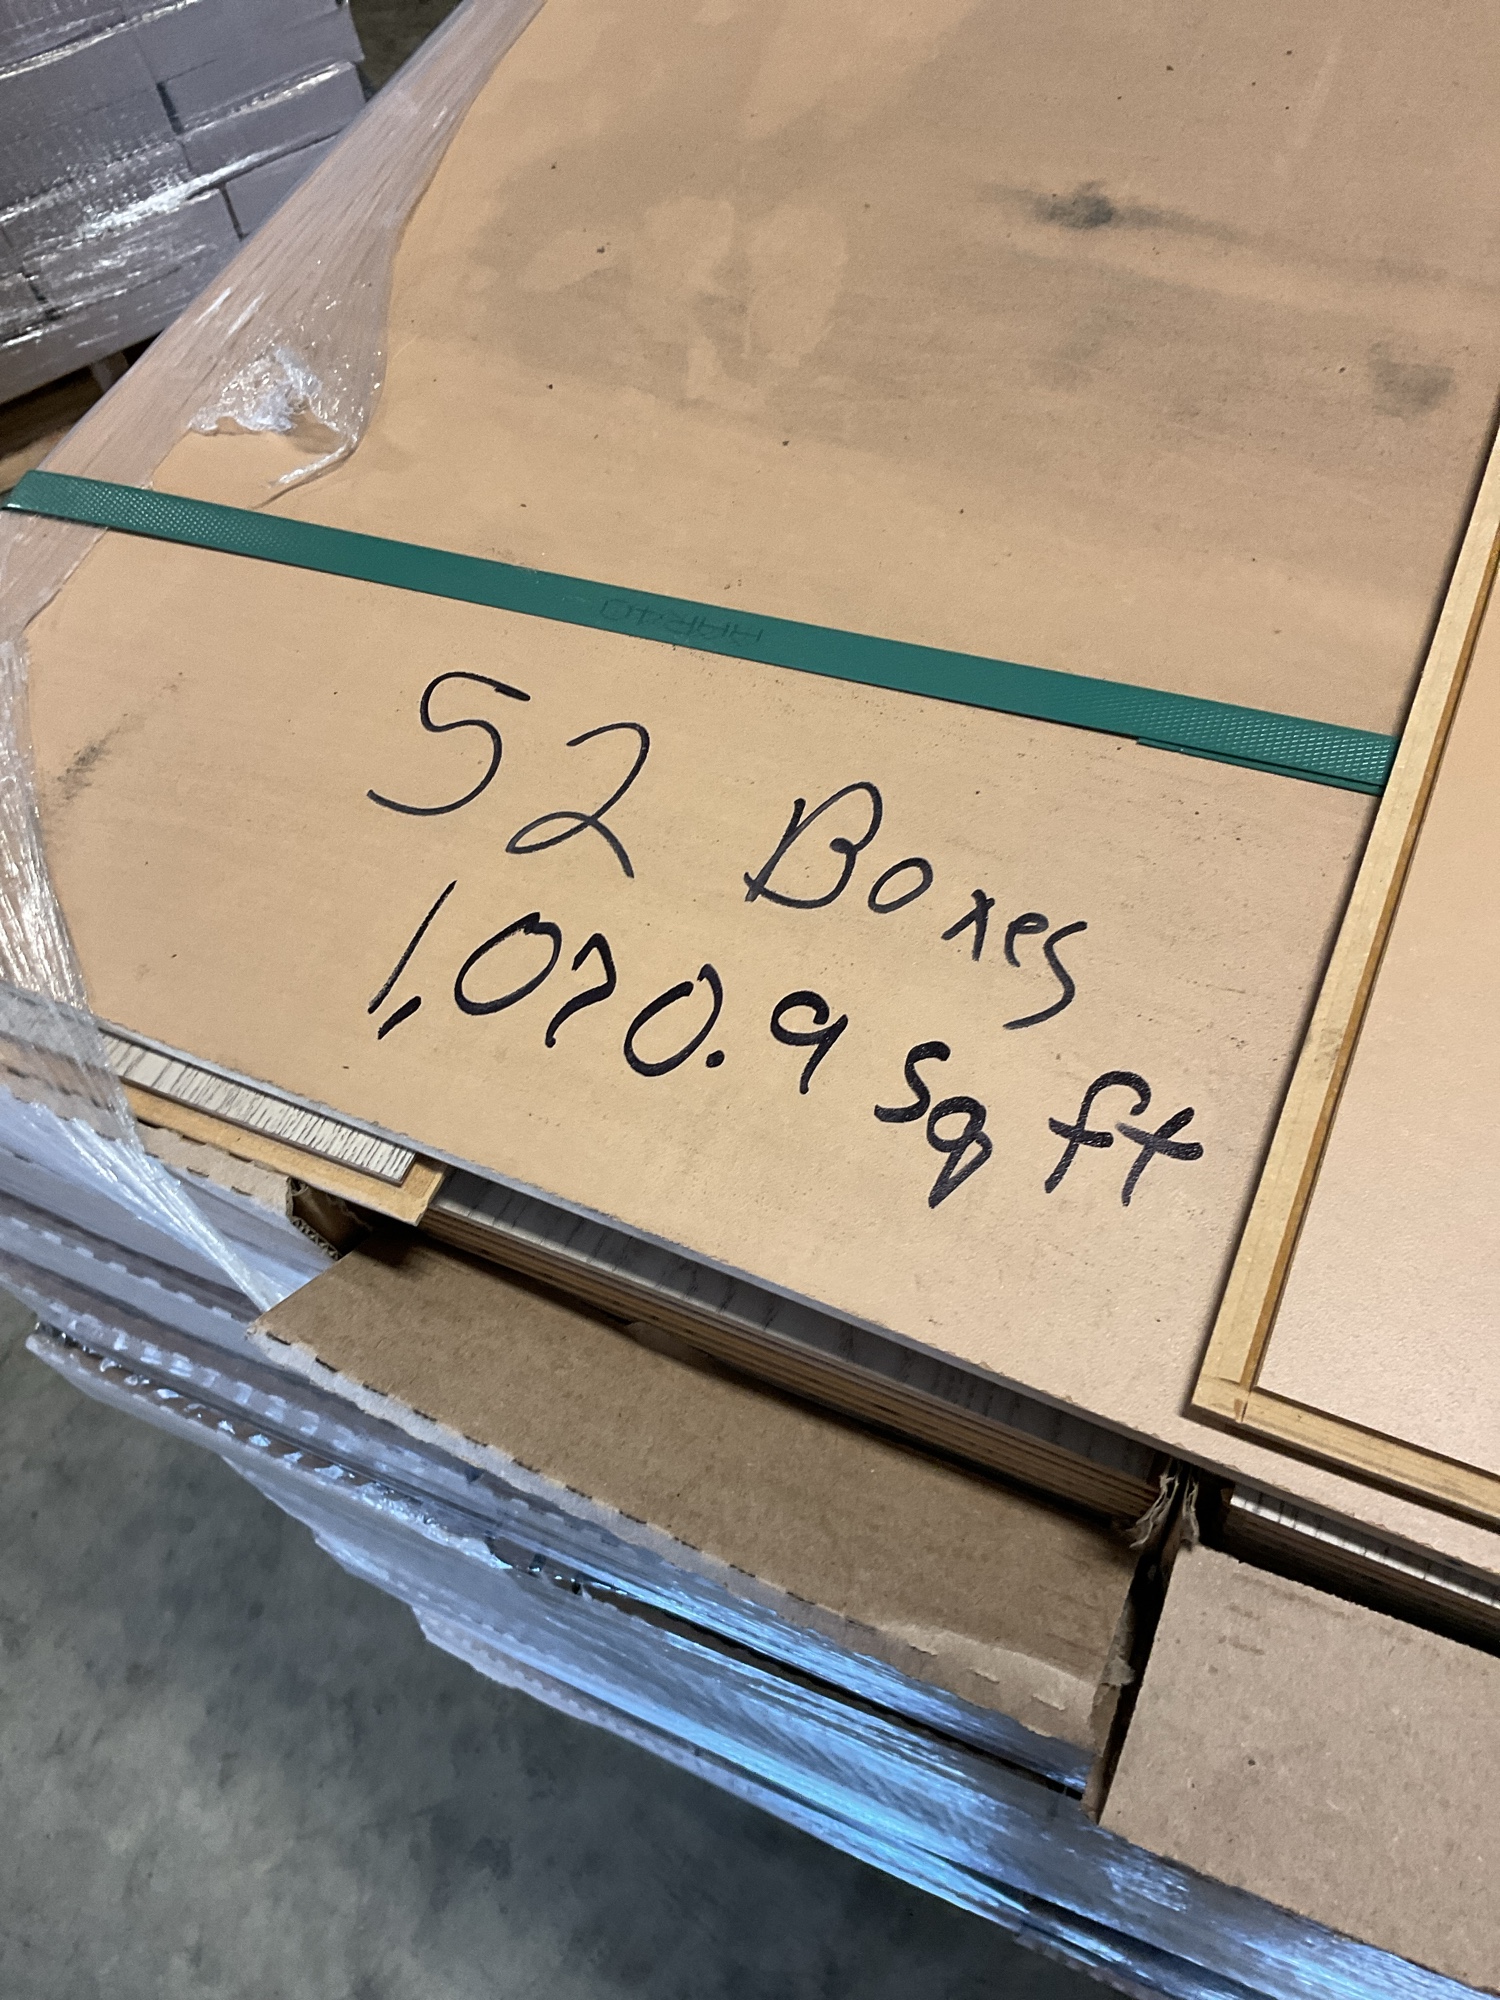 52 Boxes
1,070.9 sq ft